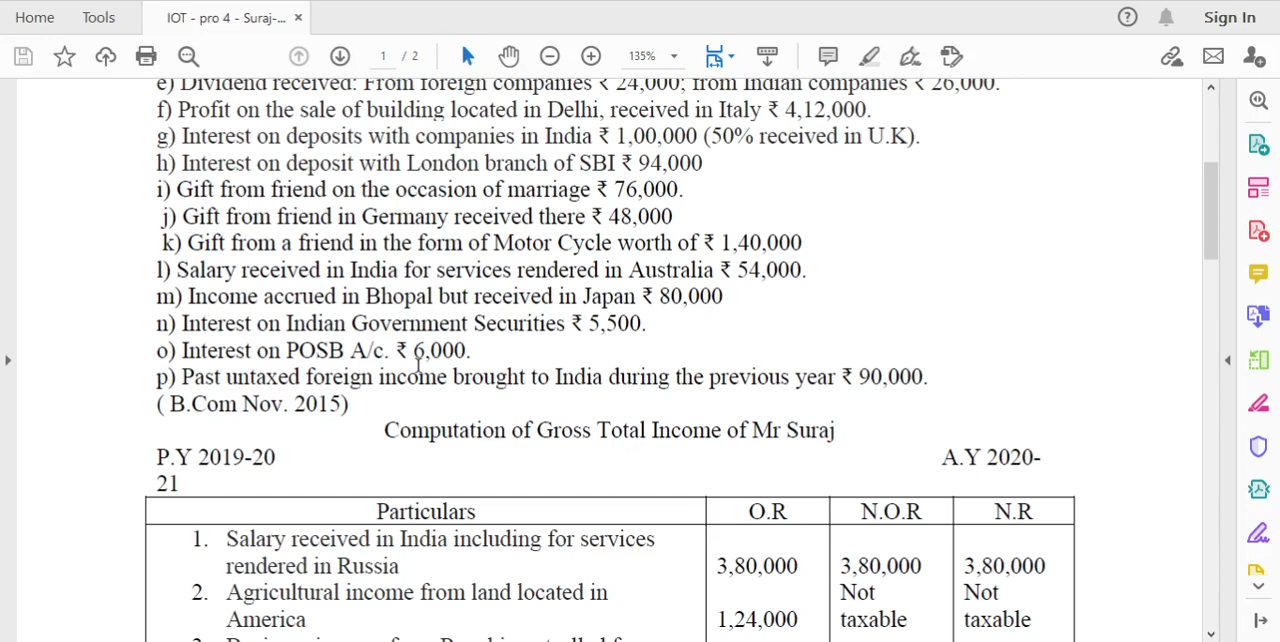 Home Tools IOT - pro 4 - Suraj-... × Sign In
1 / 2 135%
e) Dividend received: From foreign companies ₹ 24,000; from Indian companies ₹ 26,000.
f) Profit on the sale of building located in Delhi, received in Italy ₹ 4,12,000.
g) Interest on deposits with companies in India ₹ 1,00,000 (50% received in U.K).
h) Interest on deposit with London branch of SBI ₹ 94,000
i) Gift from friend on the occasion of marriage ₹ 76,000.
j) Gift from friend in Germany received there ₹ 48,000
k) Gift from a friend in the form of Motor Cycle worth of ₹ 1,40,000
l) Salary received in India for services rendered in Australia ₹ 54,000.
m) Income accrued in Bhopal but received in Japan ₹ 80,000
n) Interest on Indian Government Securities ₹ 5,500.
o) Interest on POSB A/c. ₹ 6,000.
p) Past untaxed foreign income brought to India during the previous year ₹ 90,000.
( B.Com Nov. 2015)
Computation of Gross Total Income of Mr Suraj
P.Y 2019-20 A.Y 2020-
21
Particulars O.R N.O.R N.R
1. Salary received in India including for services
rendered in Russia 3,80,000 3,80,000 3,80,000
2. Agricultural income from land located in Not Not
America 1,24,000 taxable taxable